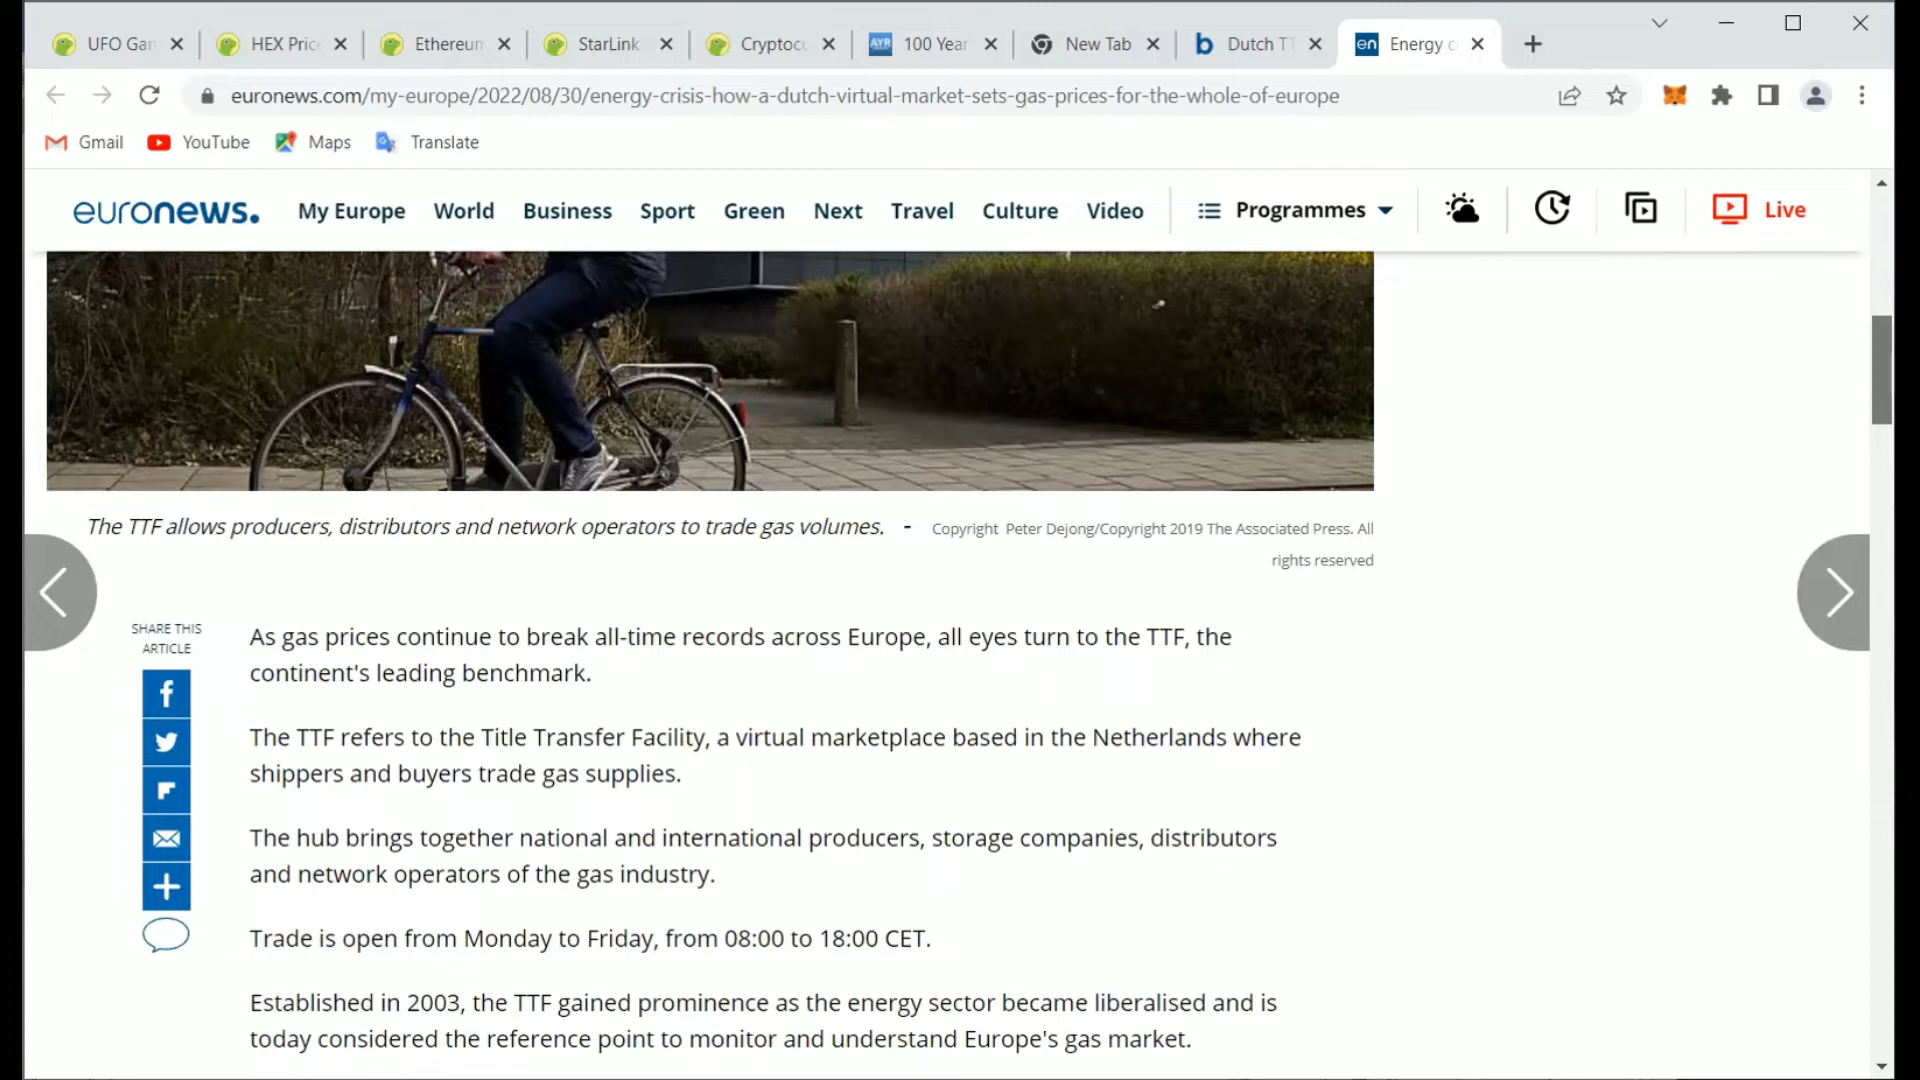 UFO Gam
HEX Price
Ethereum
StarLink
Cryptocu
AYR 100 Year
New Tab
b Dutch TT
en Energy c
euronews.com/my-europe/2022/08/30/energy-crisis-how-a-dutch-virtual-market-sets-gas-prices-for-the-whole-of-europe
Gmail YouTube Maps Translate
euronews. My Europe World Business Sport Green Next Travel Culture Video Programmes Live
The TTF allows producers, distributors and network operators to trade gas volumes. - Copyright Peter Dejong/Copyright 2019 The Associated Press. All
rights reserved
SHARE THIS
ARTICLE
As gas prices continue to break all-time records across Europe, all eyes turn to the TTF, the
continent's leading benchmark.
The TTF refers to the Title Transfer Facility, a virtual marketplace based in the Netherlands where
shippers and buyers trade gas supplies.
The hub brings together national and international producers, storage companies, distributors
and network operators of the gas industry.
Trade is open from Monday to Friday, from 08:00 to 18:00 CET.
Established in 2003, the TTF gained prominence as the energy sector became liberalised and is
today considered the reference point to monitor and understand Europe's gas market.